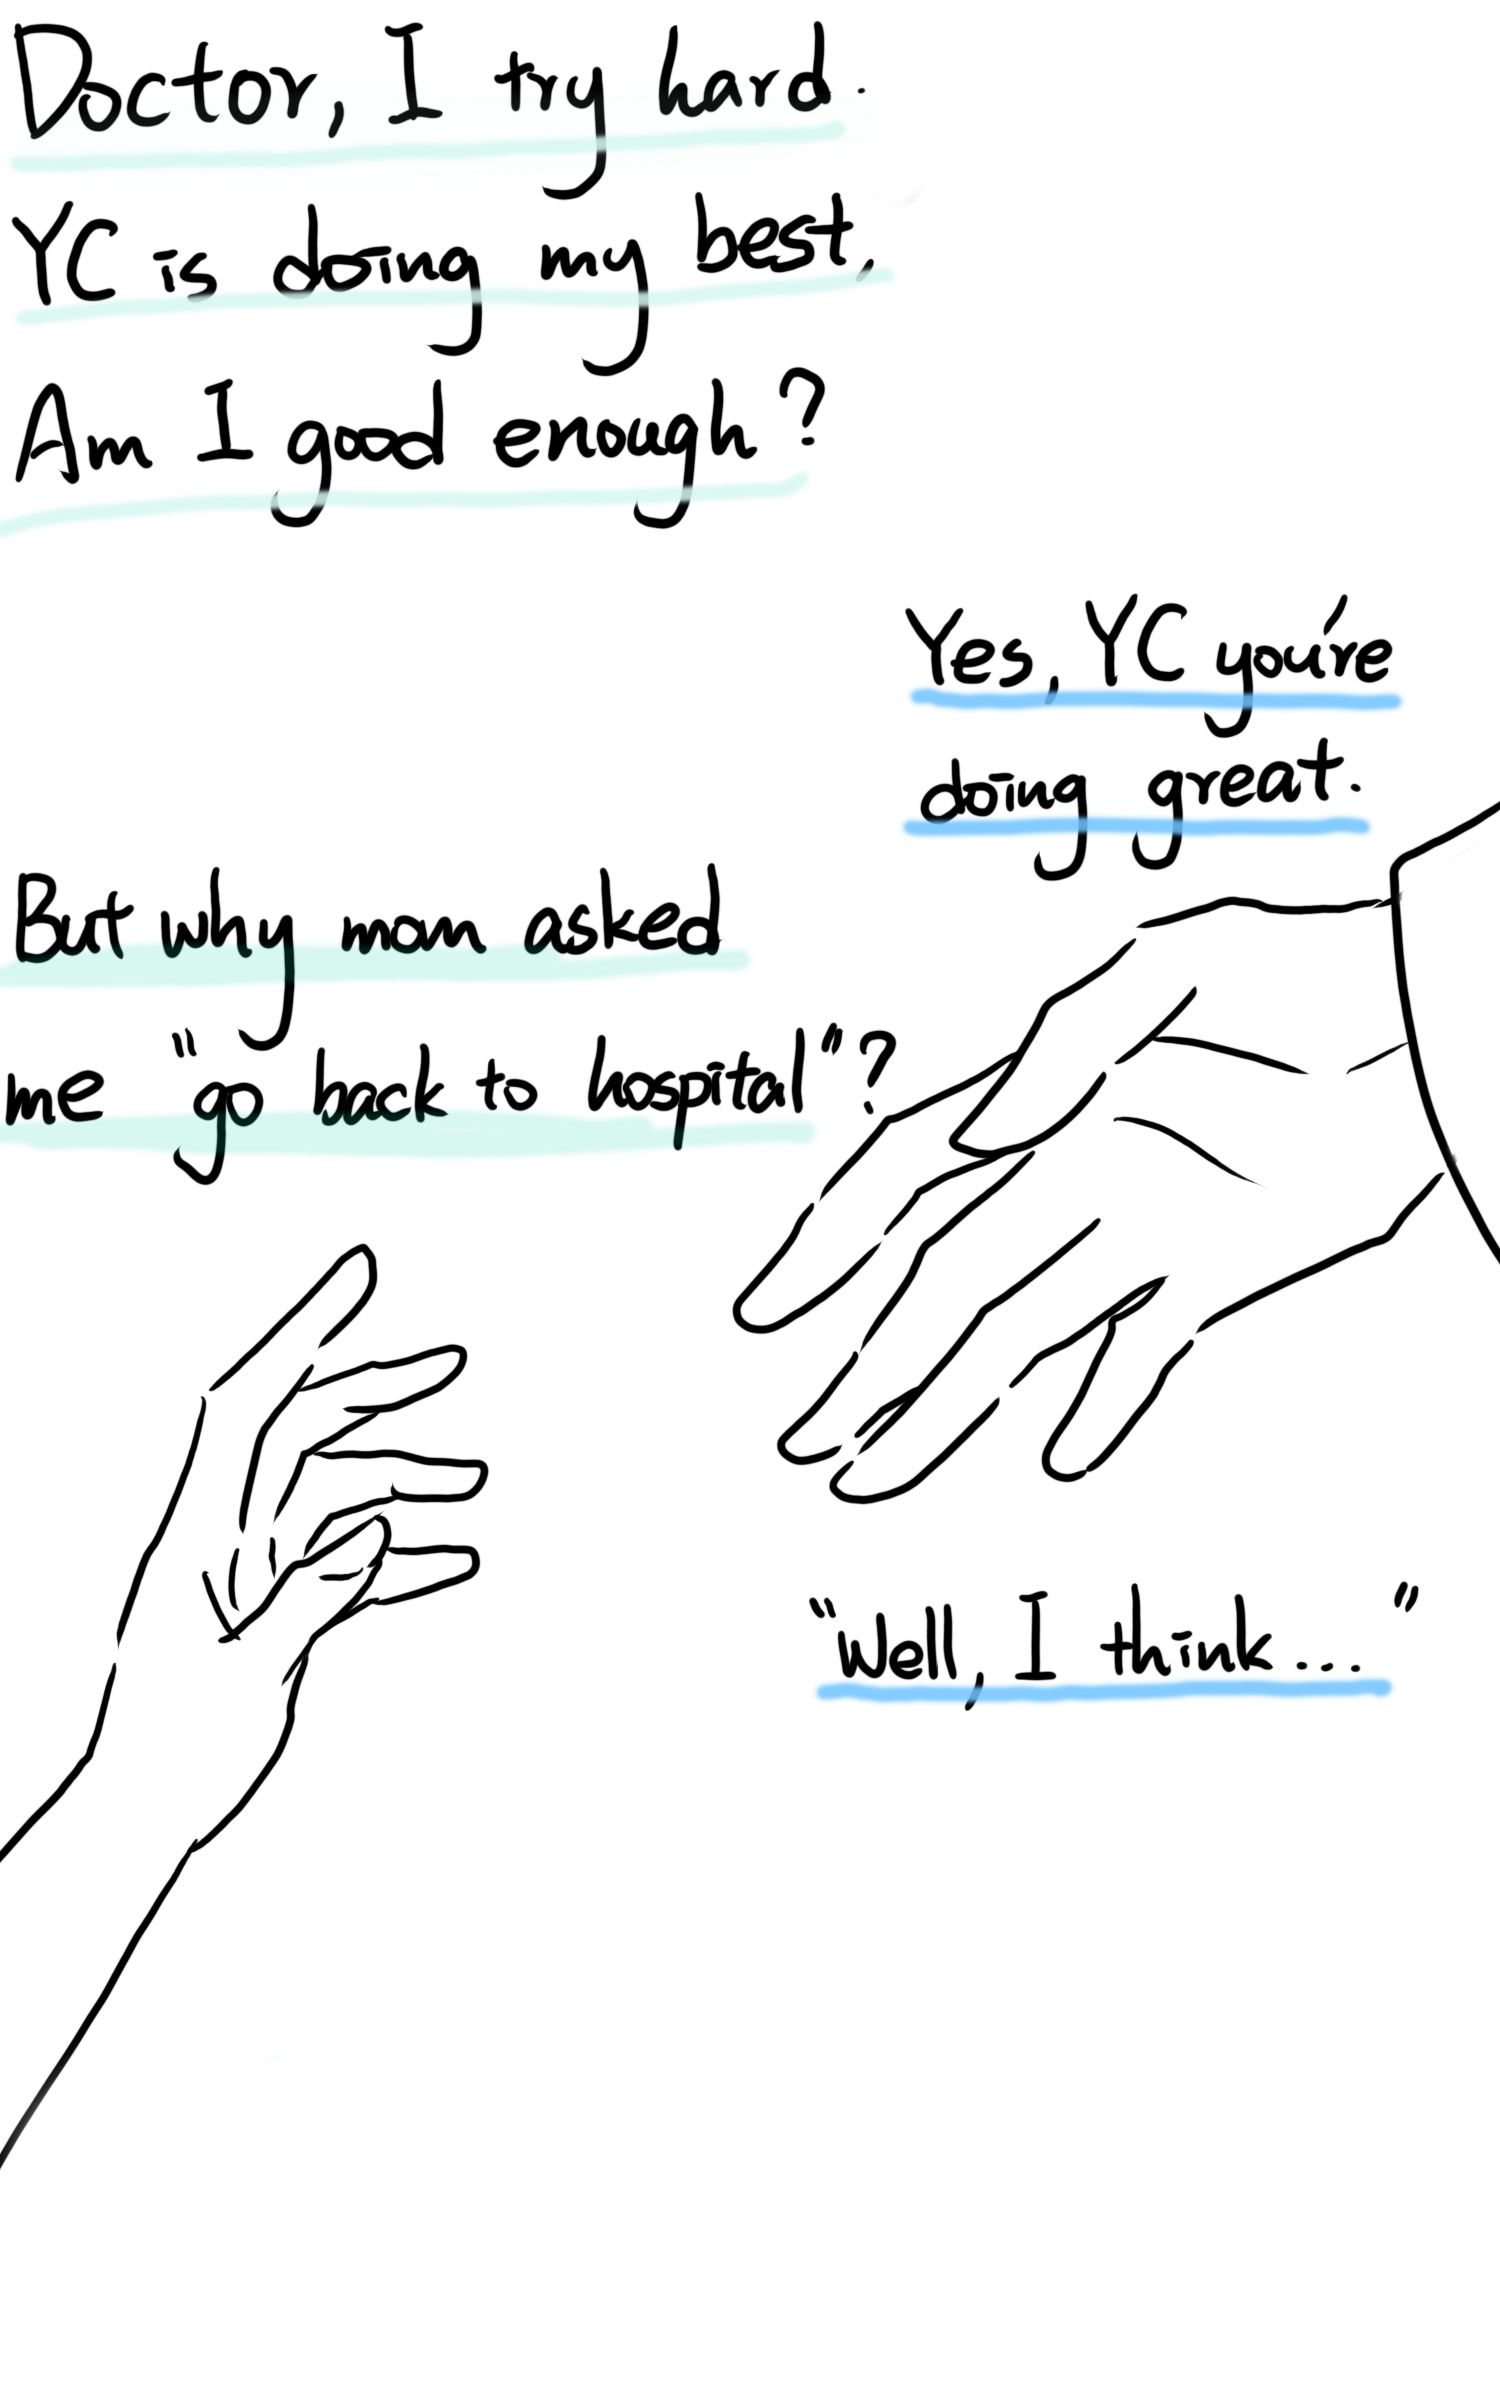 Doctor, I try hard.
YC is doing my best,
Am I good enough?
Yes, YC you're
doing great.
But why mom asked
me "go back to hospital"?
"Well, I think... "